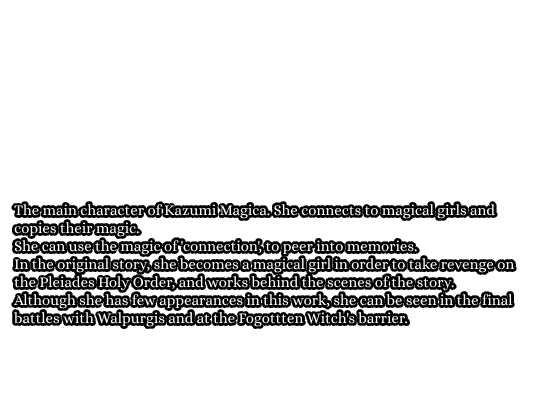 The main character of Kazumi Magica. She connects to magical girls and
copies their magic.
She can use the magic of 'connection', to peer into memories.
In the original story, she becomes a magical girl in order to take revenge on
the Pleiades Holy Order, and works behind the scenes of the story.
Although she has few appearances in this work, she can be seen in the final
battles with Walpurgis and at the Fogottten Witch's barrier.